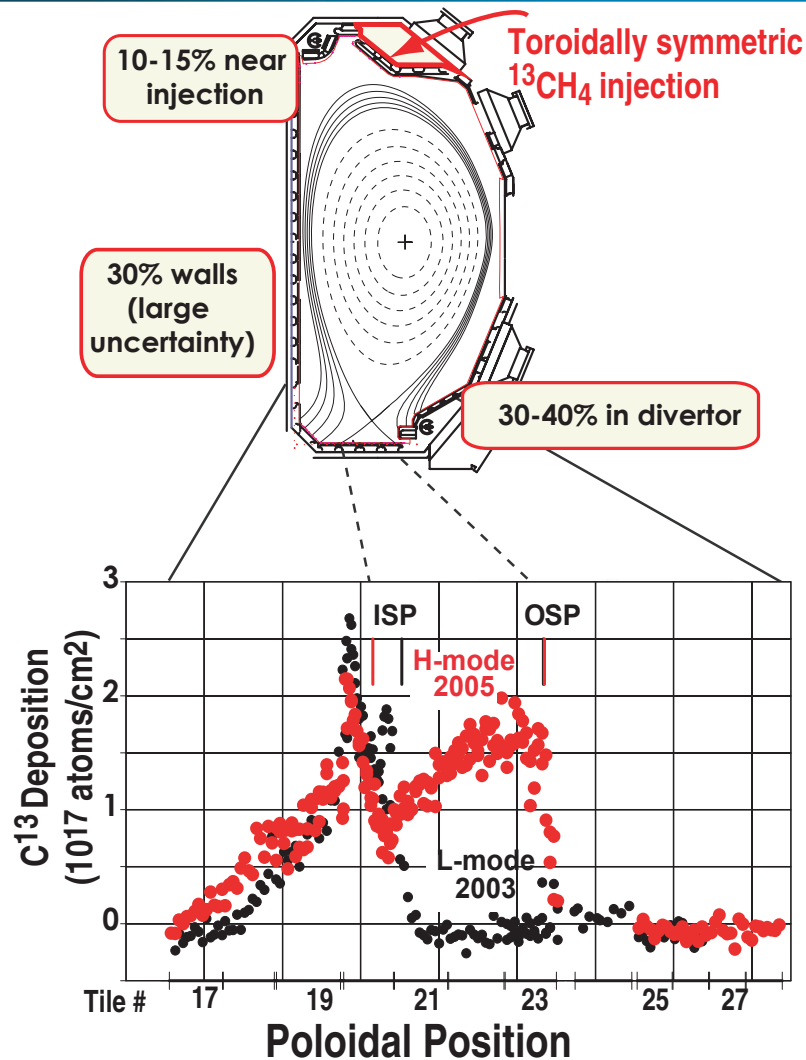 10-15% near
injection
Toroidally symmetric
13CH4 injection
30% walls
(large
uncertainty)
30-40% in divertor
3
2
1
0
C13 Deposition
(1017 atoms/cm2)
ISP
OSP
H-mode
2005
L-mode
2003
Tile #
17
19
21
23
25
27
Poloidal Position